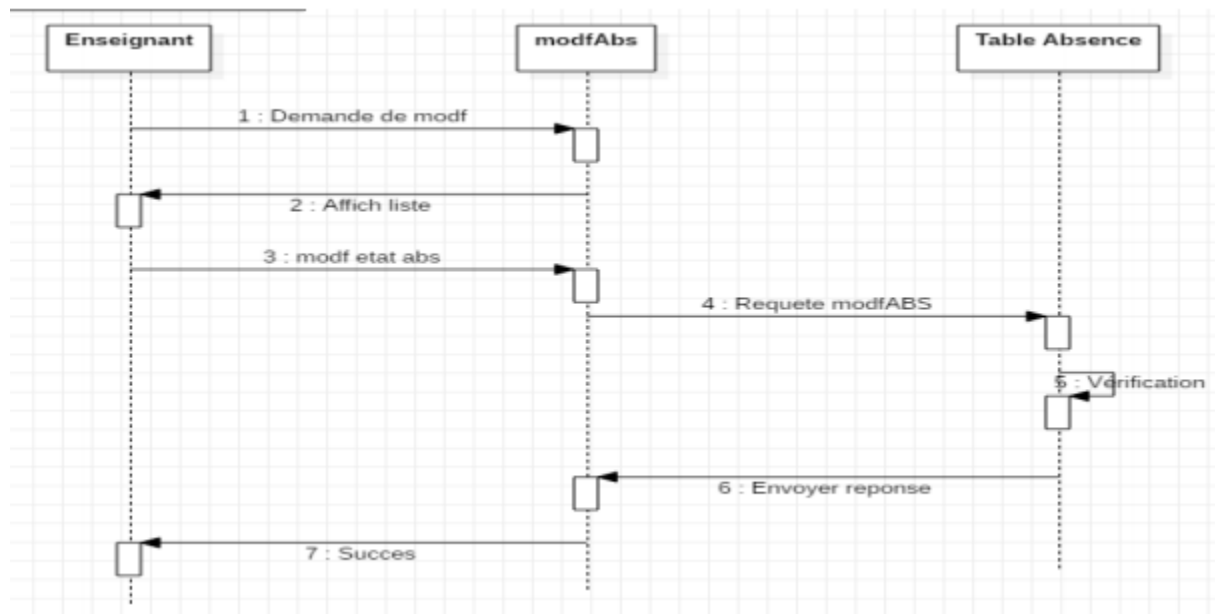 Enseignant
modfAbs
Table Absence
1 : Demande de modf
2 : Affich liste
3 : modf etat abs
4 : Requete modfABS
5 : Vérification
6 : Envoyer reponse
7 : Succes